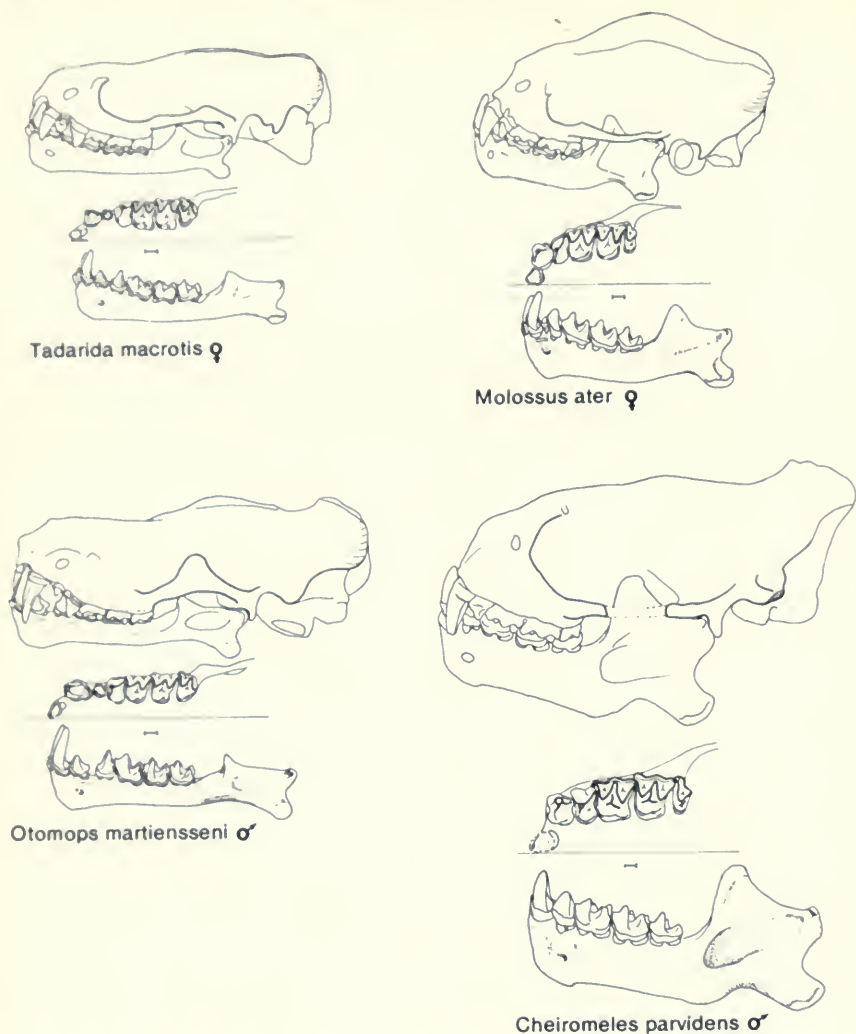 Tadarida macrotis ♀
Molossus ater ♀
Otomops martiensseni ♂
Cheiromeles parvidens ♂